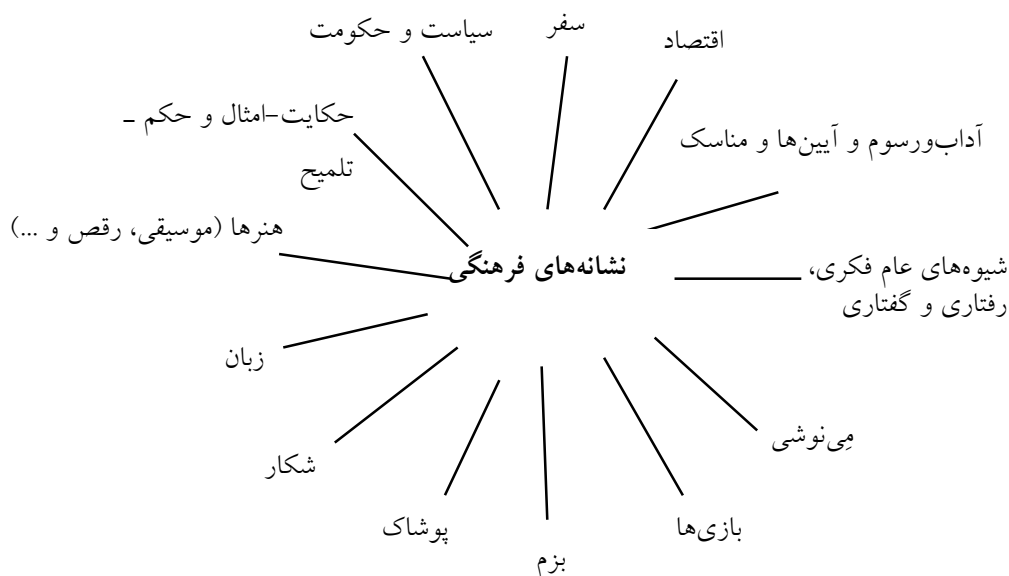 سفر
سیاست و حکومت
اقتصاد
حکایت-امثال و حکم –
تلمیح
آداب‌ورسوم و آیین‌ها و مناسک
هنرها (موسیقی، رقص و ...)
نشانه‌های فرهنگی
شیوه‌های عام فکری،
رفتاری و گفتاری
زبان
مِی‌نوشی
شکار
پوشاک
بازی‌ها
بزم